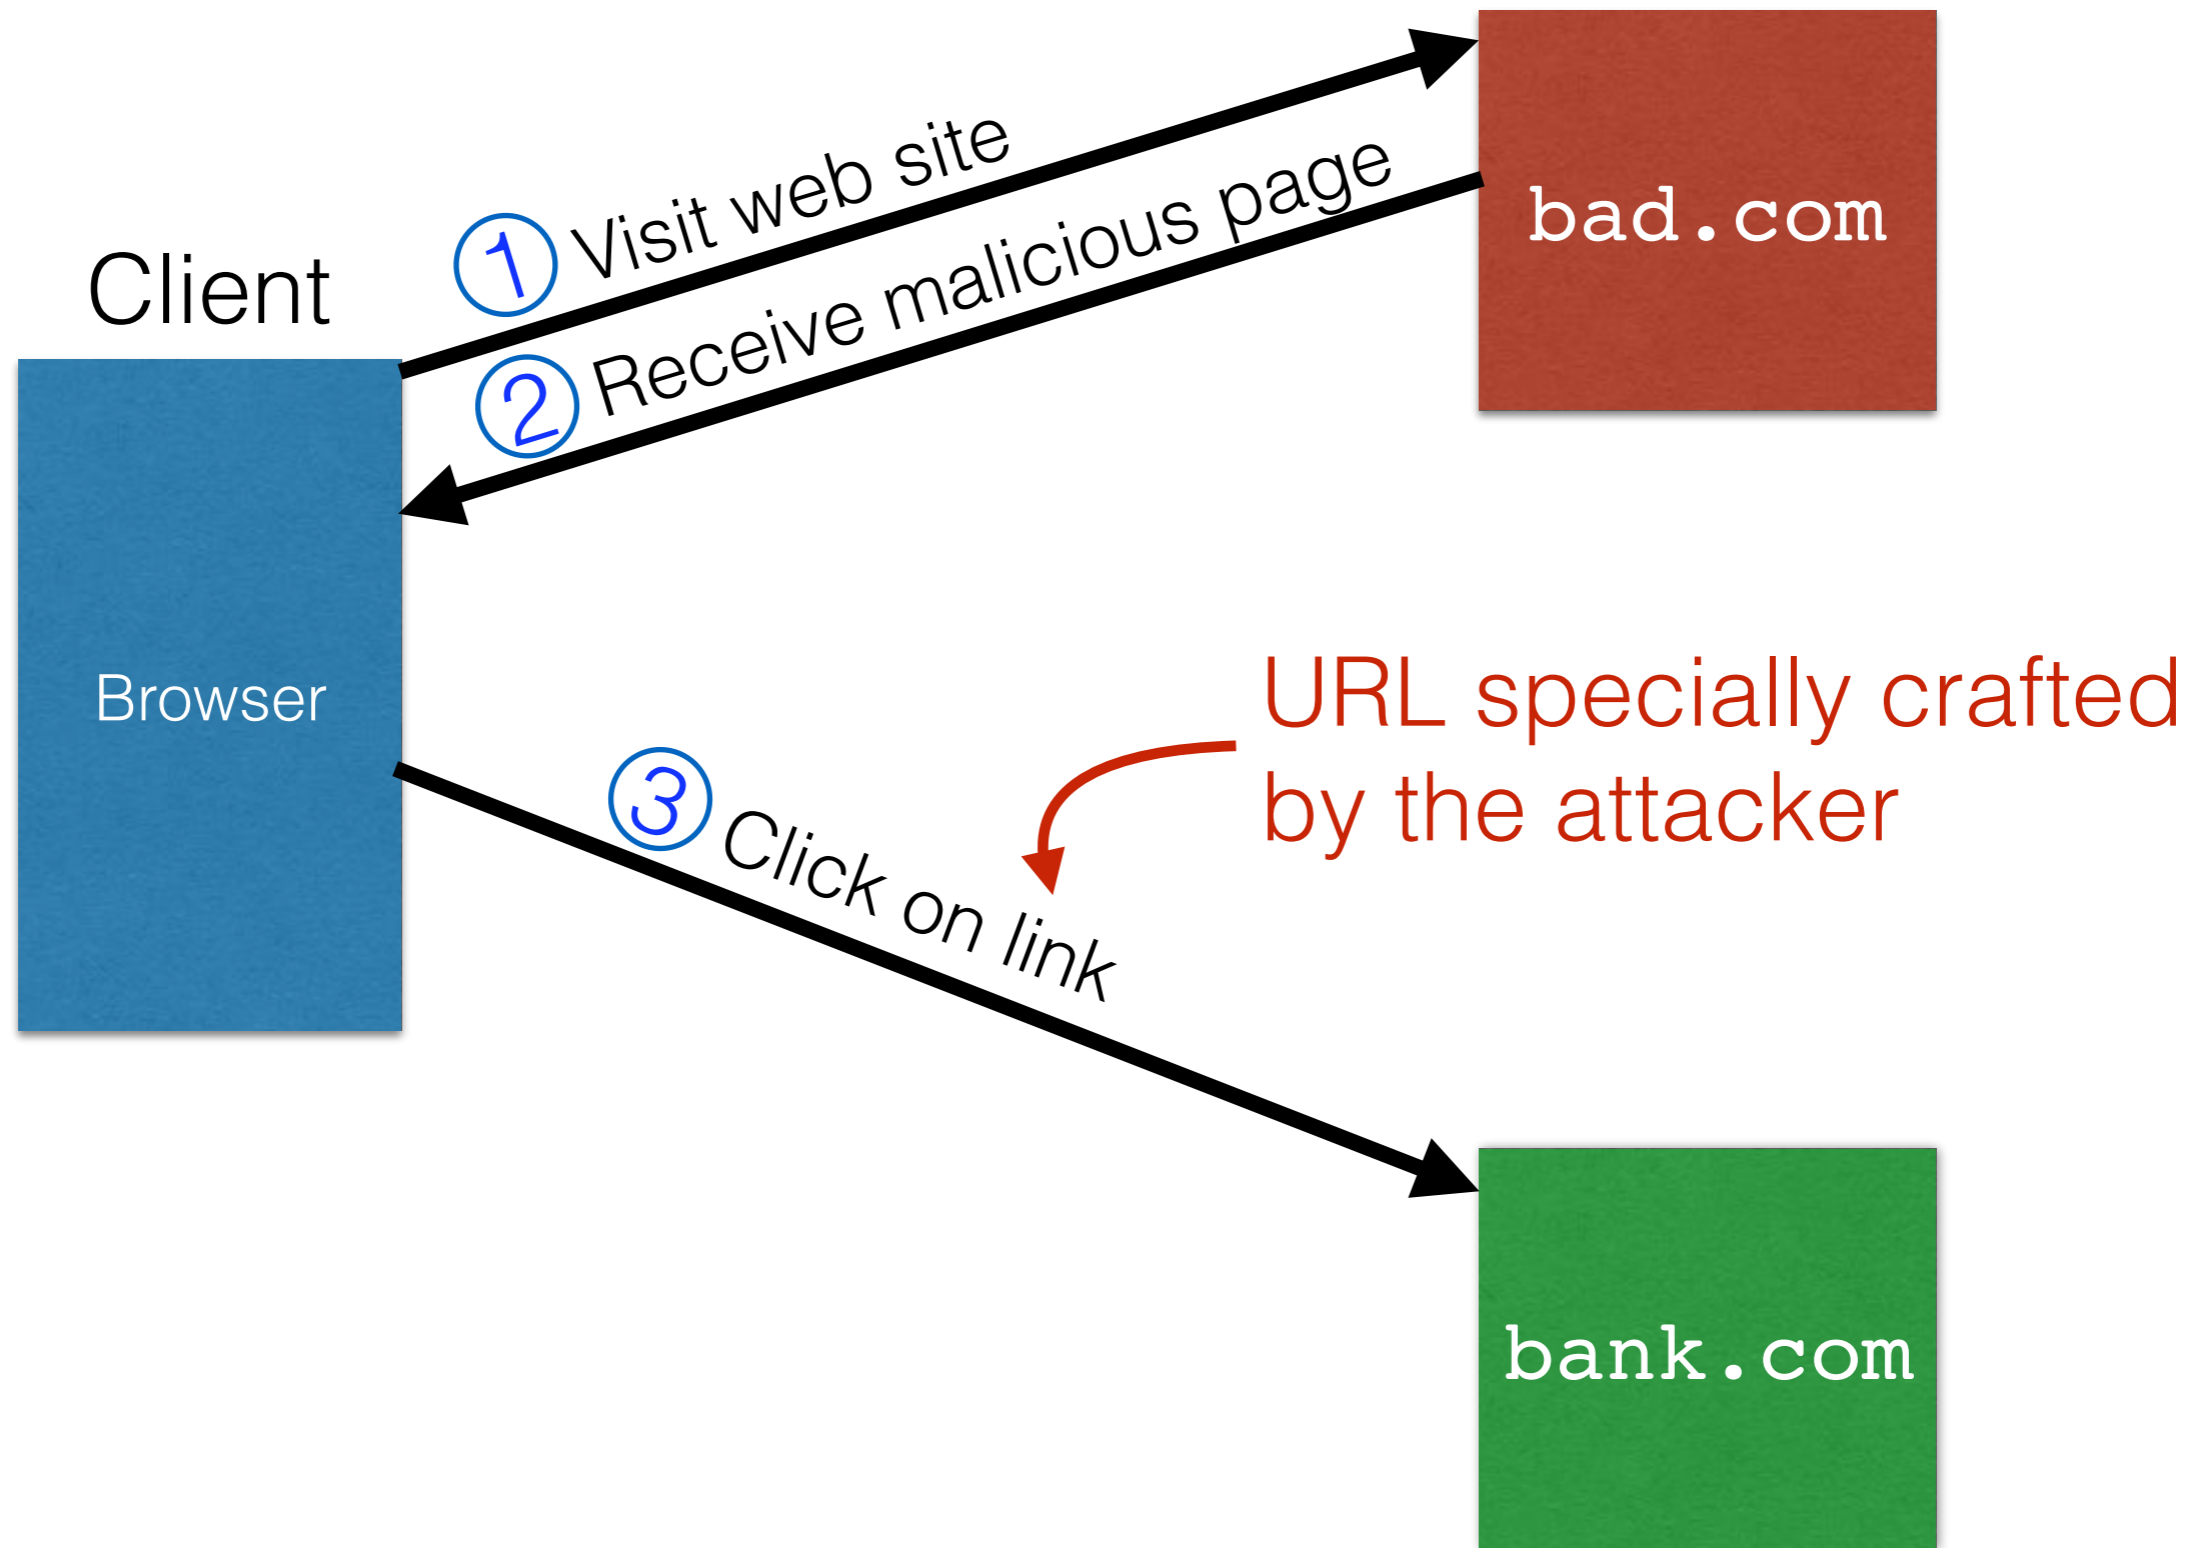 Client
Browser
① Visit web site
② Receive malicious page
bad.com
URL specially crafted
by the attacker
③ Click on link
bank.com